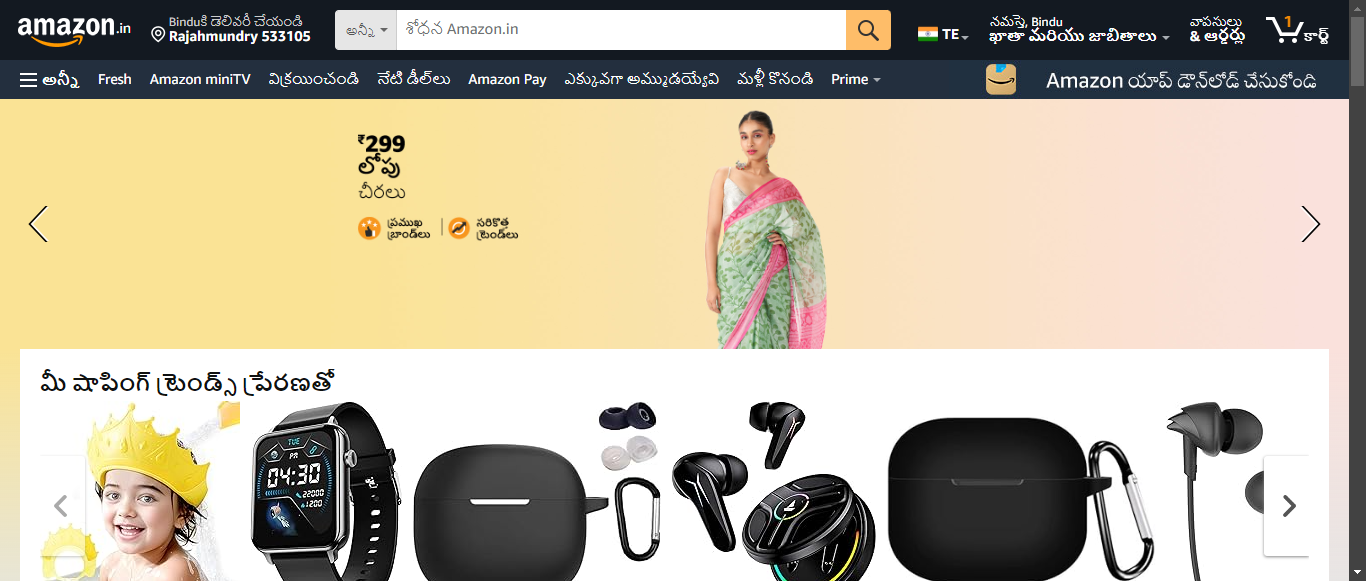 amazon.in
Binduకి డెలివరీ చేయండి
Rajahmundry 533105
అన్నీ
శోధన Amazon.in
TE
నమస్తే, Bindu
ఖాతా మరియు జాబితాలు
వాపసులు
& ఆర్డర్లు
1
కార్ట్
అన్నీ
Fresh
Amazon miniTV
విక్రయించండి
నేటి డీల్‌లు
Amazon Pay
ఎక్కువగా అమ్ముడయ్యేవి
మళ్లీ కొనండి
Prime
Amazon యాప్ డౌన్‌లోడ్ చేసుకోండి
₹299
లోపు
చీరలు
ప్రముఖ
బ్రాండ్‌లు
సరికొత్త
ట్రెండ్‌లు
మీ షాపింగ్ ట్రెండ్స్ ప్రేరణతో
TUE
PM
04:30
22000
1200